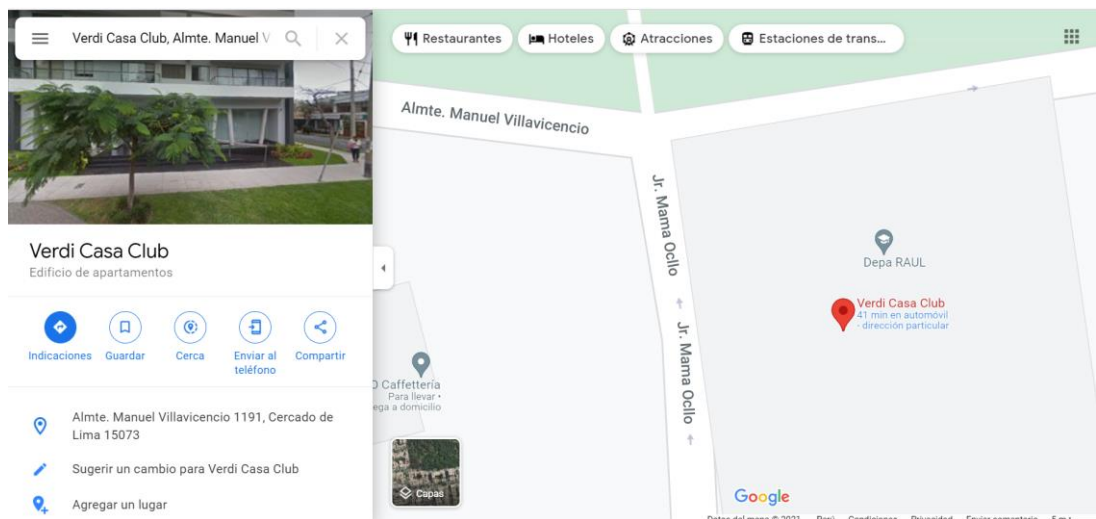 Verdi Casa Club, Almte. Manuel V
Restaurantes
Hoteles
Atracciones
Estaciones de trans...
Verdi Casa Club
Edificio de apartamentos
Indicaciones
Guardar
Cerca
Enviar al
teléfono
Compartir
Almte. Manuel Villavicencio 1191, Cercado de
Lima 15073
Sugerir un cambio para Verdi Casa Club
Agregar un lugar
Almte. Manuel Villavicencio
Jr. Mama Ocllo
Jr. Mama Ocllo
Depa RAUL
Verdi Casa Club
41 min en automóvil
- dirección particular
Caffettería
Para llevar •
a domicilio
Capas
Google